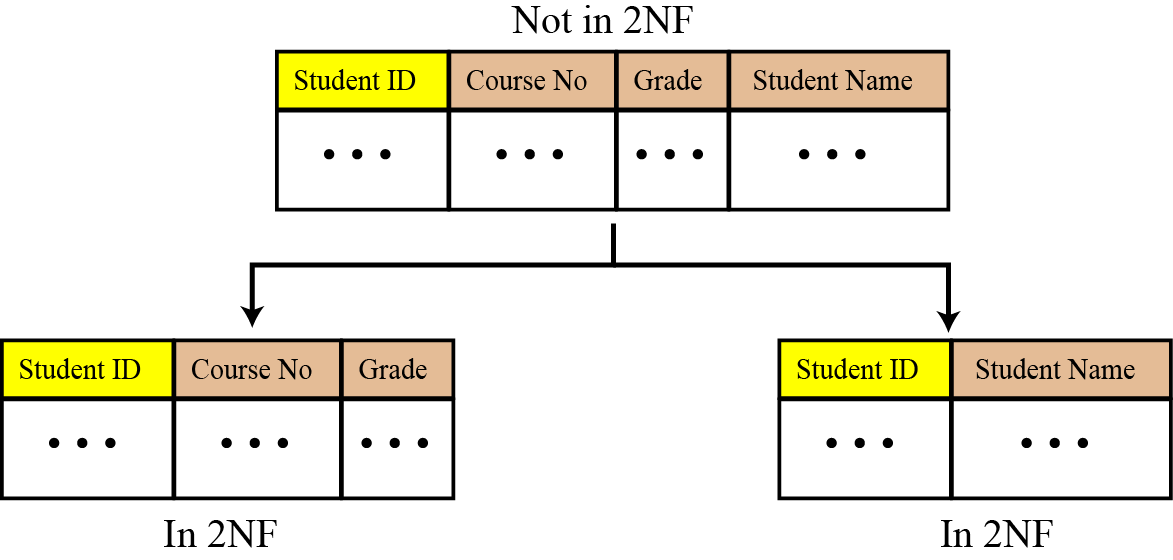 Not in 2NF
Student ID Course No Grade Student Name
Student ID Course No Grade
Student ID Student Name
In 2NF
In 2NF